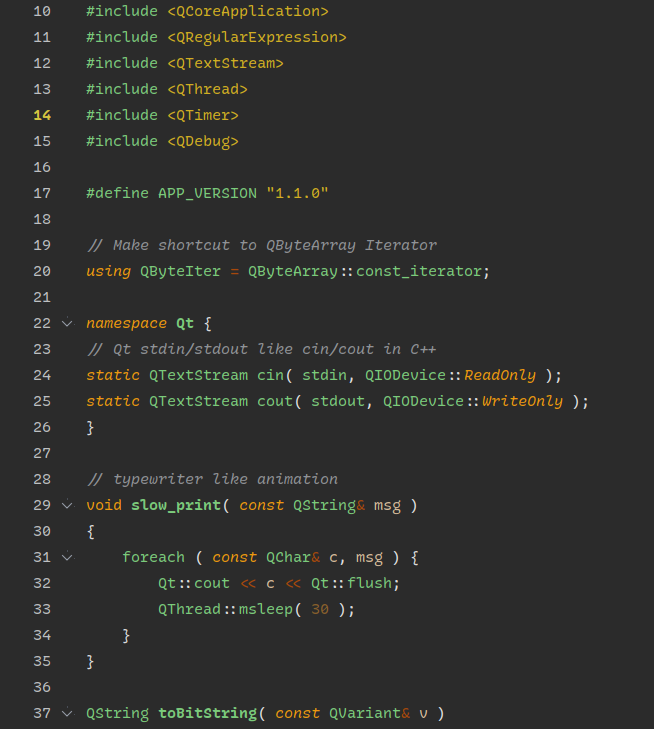 10 #include <QCoreApplication>
11 #include <QRegularExpression>
12 #include <QTextStream>
13 #include <QThread>
14 #include <QTimer>
15 #include <QDebug>
16
17 #define APP_VERSION "1.1.0"
18
19 // Make shortcut to QByteArray Iterator
20 using QByteIter = QByteArray::const_iterator;
21
22 namespace Qt {
23 // Qt stdin/stdout like cin/cout in C++
24 static QTextStream cin( stdin, QIODevice::ReadOnly );
25 static QTextStream cout( stdout, QIODevice::WriteOnly );
26 }
27
28 // typewriter like animation
29 void slow_print( const QString& msg )
30 {
31     foreach ( const QChar& c, msg ) {
32         Qt::cout << c << Qt::flush;
33         QThread::msleep( 30 );
34     }
35 }
36
37 QString toBitString( const QVariant& v )